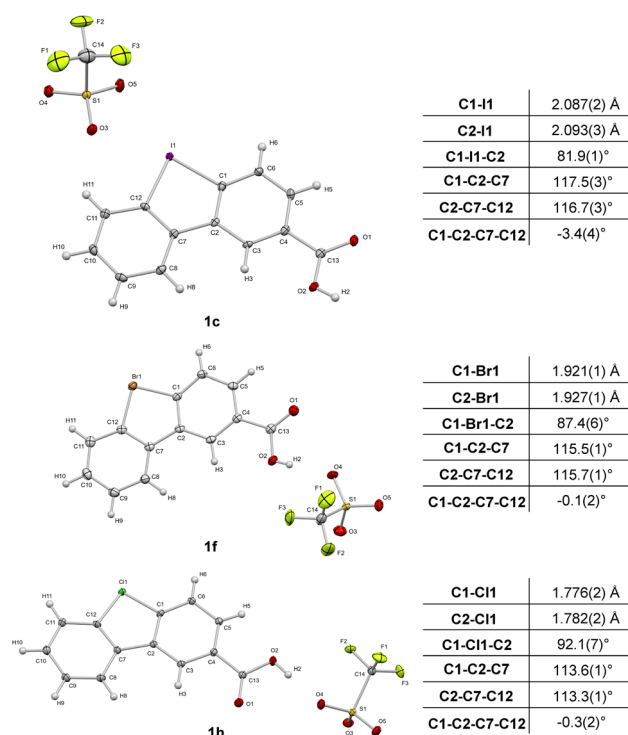 F2
F1
C14
F3
O4
S1
O5
O3
H6
I1
C1
C6
H11
C12
C5
H5
C11
C2
C7
C4
O1
H10
C10
C3
C8
C13
C9
H3
O2
H2
H8
H9
1c
C1-I1 2.087(2) Å
C2-I1 2.093(3) Å
C1-I1-C2 81.9(1)°
C1-C2-C7 117.5(3)°
C2-C7-C12 116.7(3)°
C1-C2-C7-C12 -3.4(4)°
H6
Br1
C6
H5
C1
C5
C12
C4
O1
H11
C2
C13
C11
C7
C3
O2
H2
H10
C10
C8
H3
C9
H8
H9
O4
F1
S1
O5
F3
C14
O3
F2
1f
C1-Br1 1.921(1) Å
C2-Br1 1.927(1) Å
C1-Br1-C2 87.4(6)°
C1-C2-C7 115.5(1)°
C2-C7-C12 115.7(1)°
C1-C2-C7-C12 -0.1(2)°
H6
Cl1
H11
C1
C6
H5
C11
C12
C5
H10
C2
C10
C7
C4
O2
C3
H2
C9
C8
C13
H9
H8
H3
O1
F2
F1
C14
F3
O4
S1
O3
O5
C1-Cl1 1.776(2) Å
C2-Cl1 1.782(2) Å
C1-Cl1-C2 92.1(7)°
C1-C2-C7 113.6(1)°
C2-C7-C12 113.3(1)°
C1-C2-C7-C12 -0.3(2)°